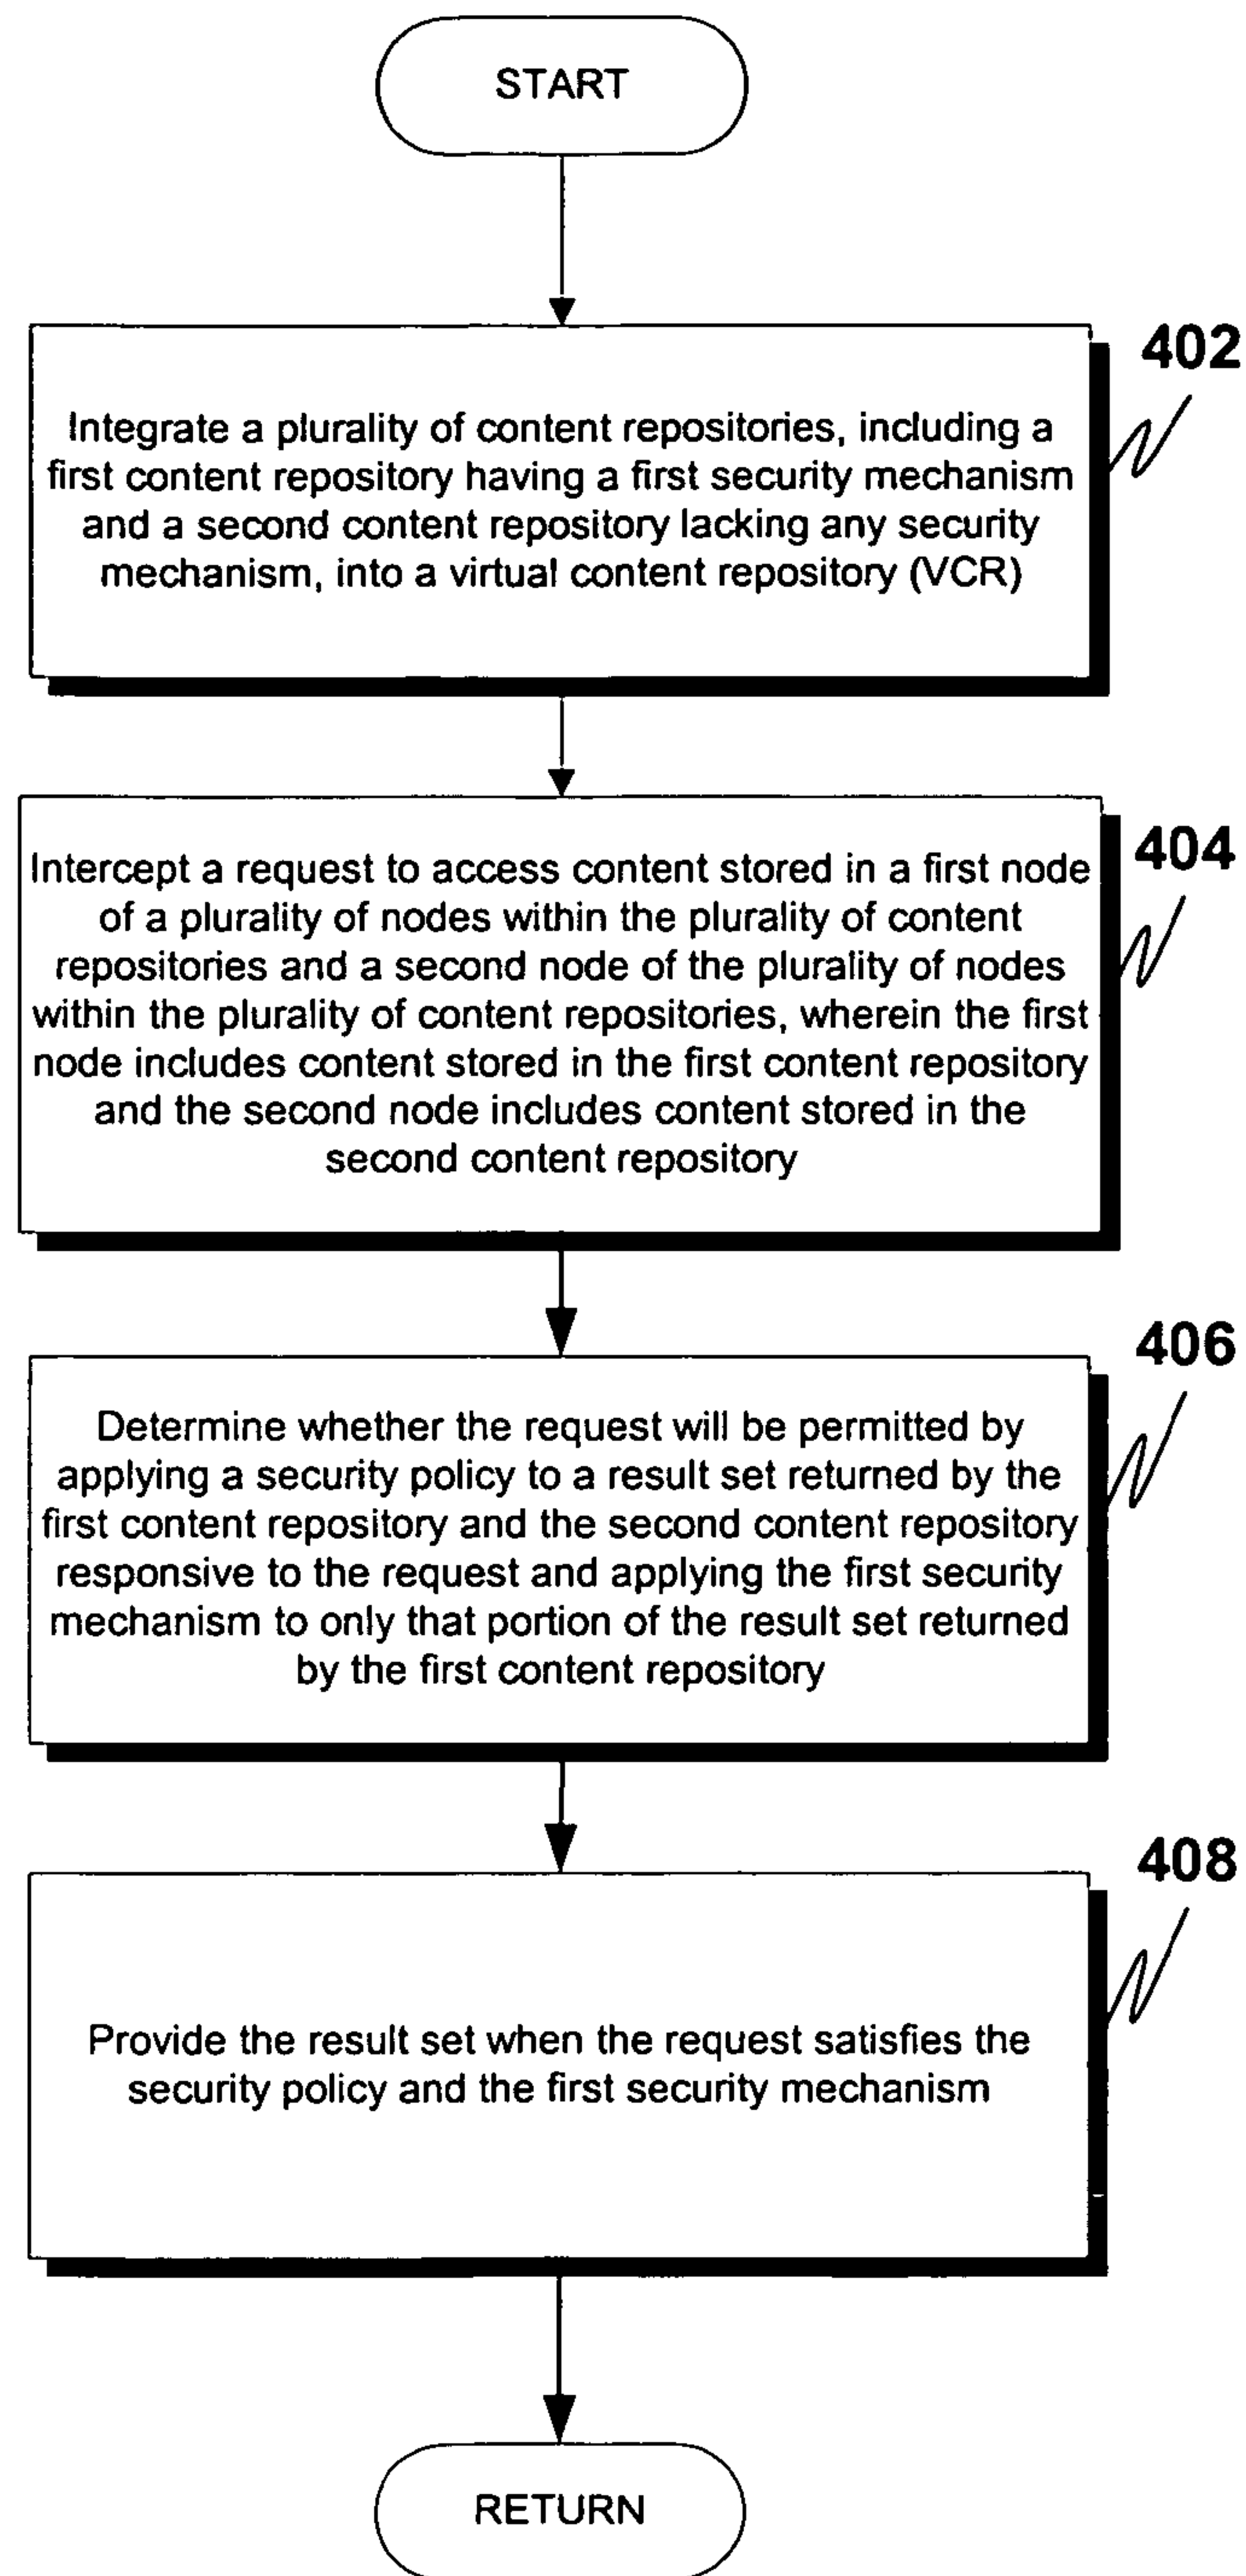 START
402
Integrate a plurality of content repositories, including a
first content repository having a first security mechanism
and a second content repository lacking any security
mechanism, into a virtual content repository (VCR)
404
Intercept a request to access content stored in a first node
of a plurality of nodes within the plurality of content
repositories and a second node of the plurality of nodes
within the plurality of content repositories, wherein the first
node includes content stored in the first content repository
and the second node includes content stored in the
second content repository
406
Determine whether the request will be permitted by
applying a security policy to a result set returned by the
first content repository and the second content repository
responsive to the request and applying the first security
mechanism to only that portion of the result set returned
by the first content repository
408
Provide the result set when the request satisfies the
security policy and the first security mechanism
RETURN